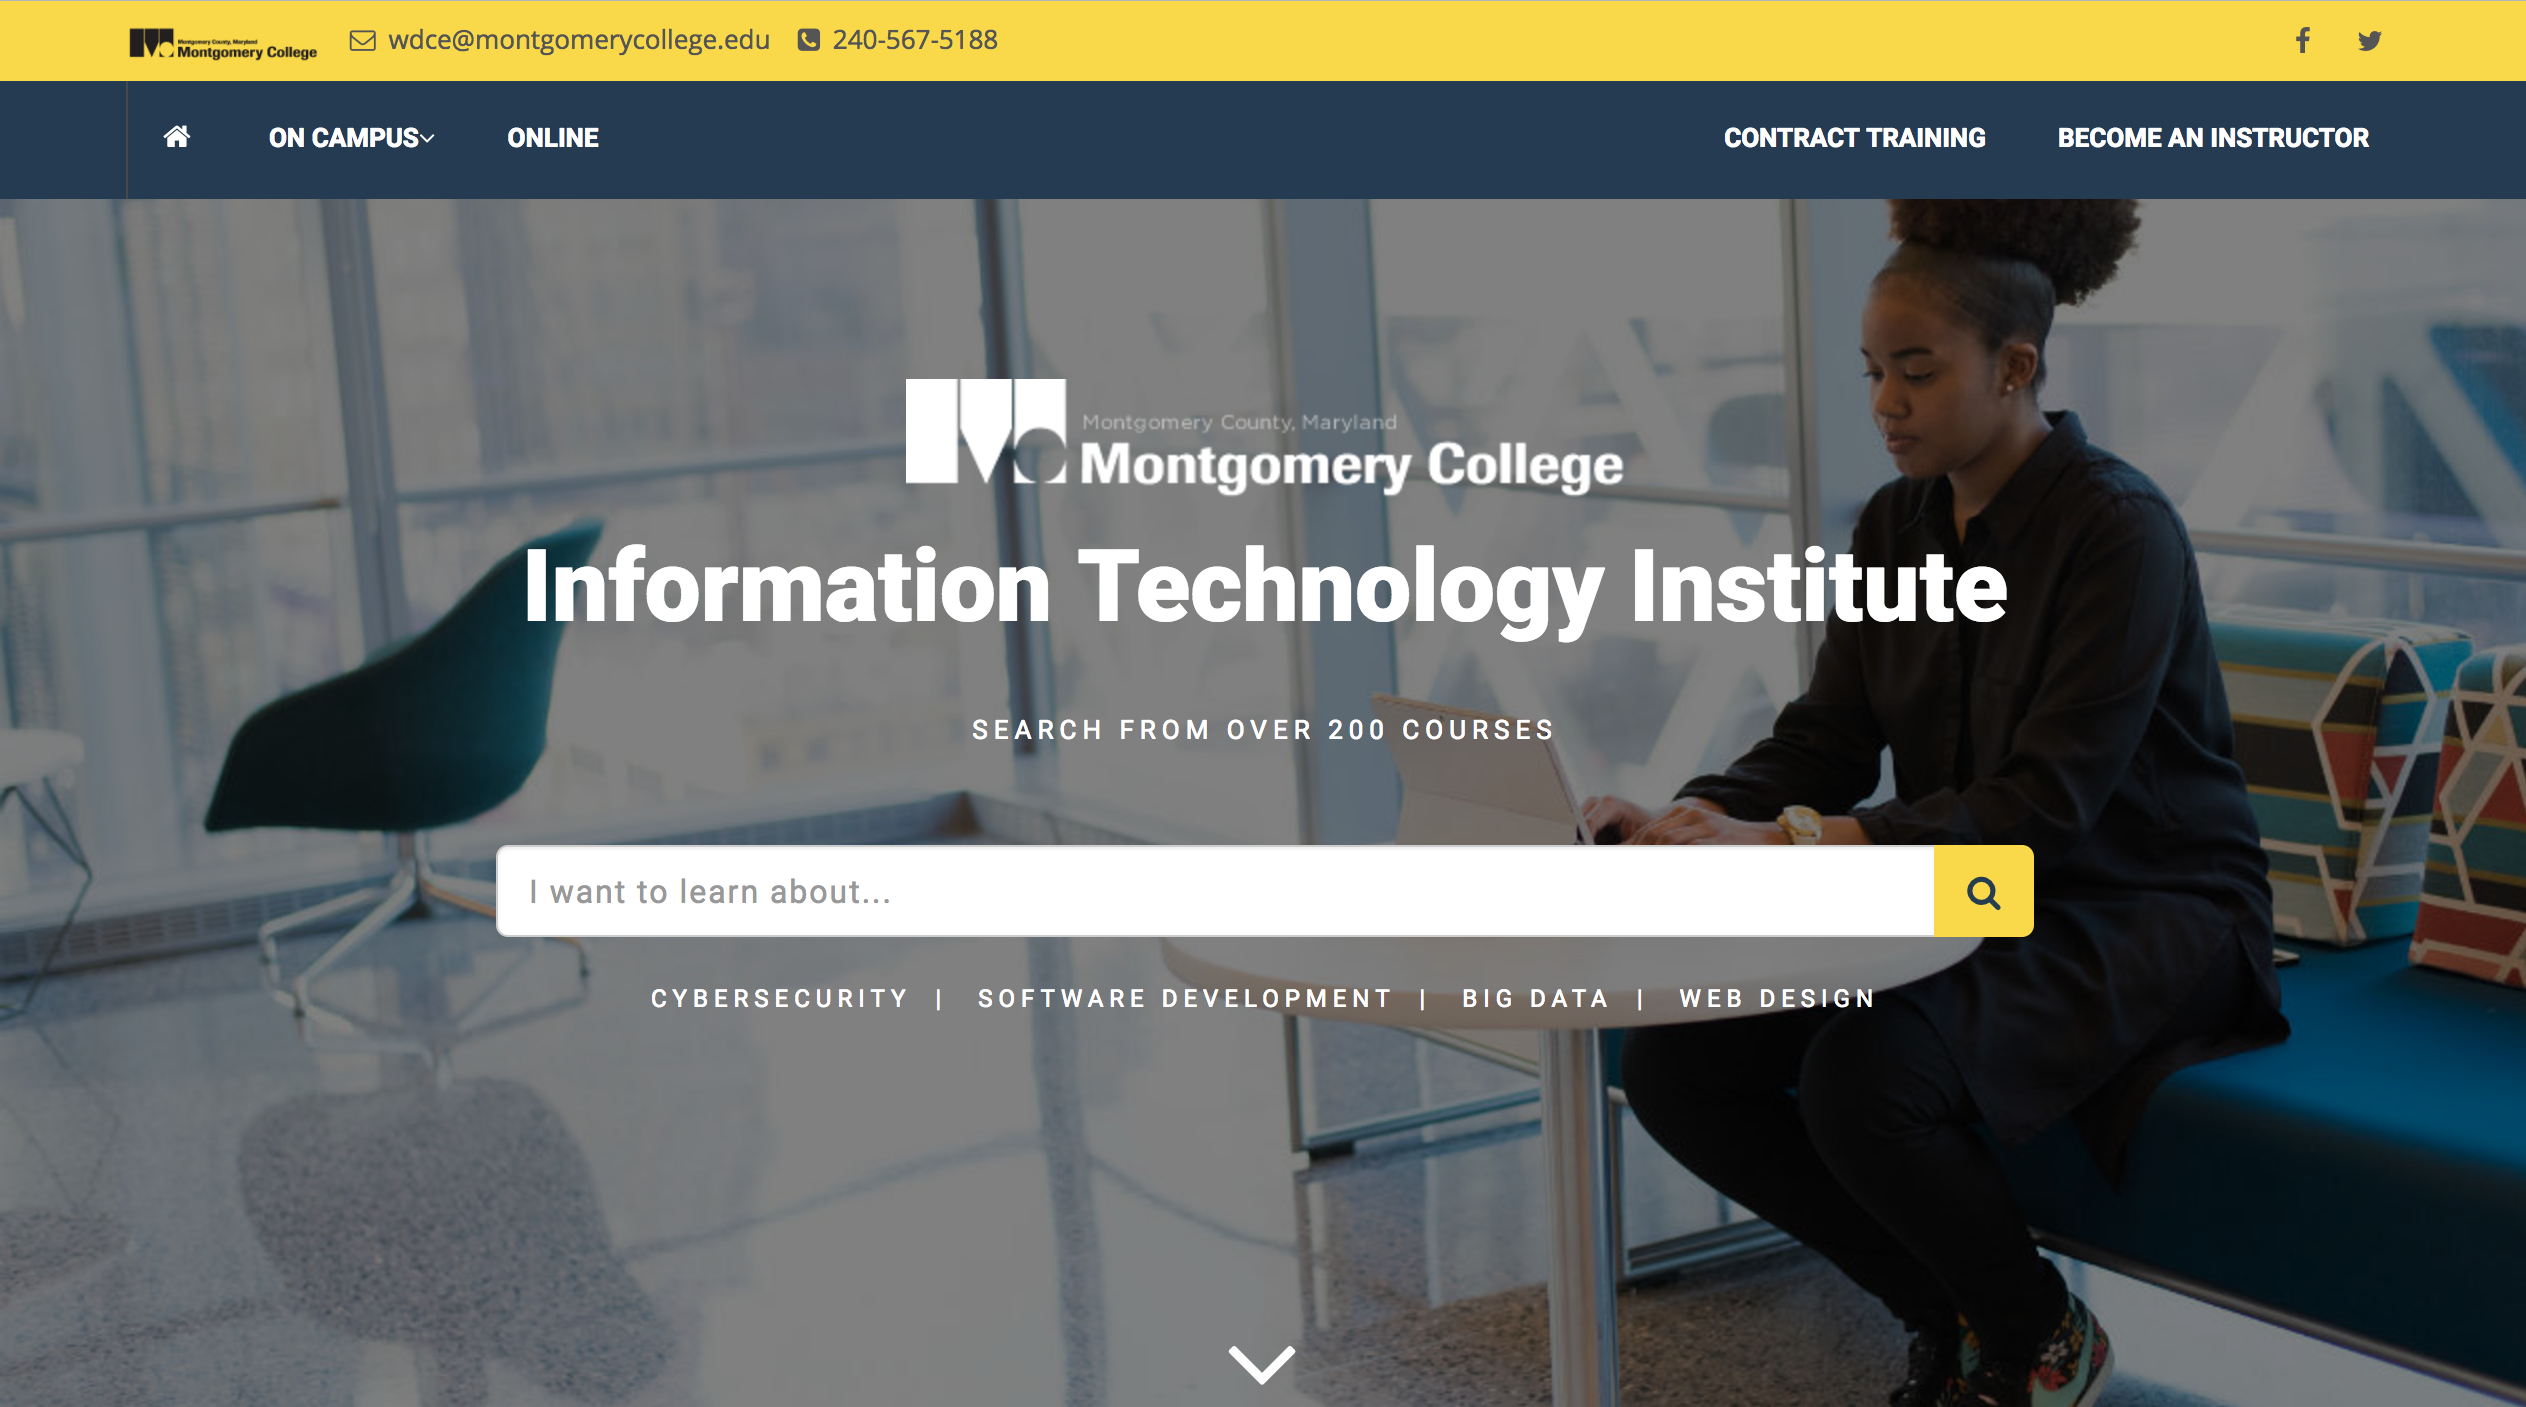 Montgomery County, Maryland
Montgomery College
wdce@montgomerycollege.edu
240-567-5188
ON CAMPUS
ONLINE
CONTRACT TRAINING
BECOME AN INSTRUCTOR
Montgomery County, Maryland
Montgomery College
Information Technology Institute
SEARCH FROM OVER 200 COURSES
I want to learn about...
CYBERSECURITY | SOFTWARE DEVELOPMENT | BIG DATA | WEB DESIGN